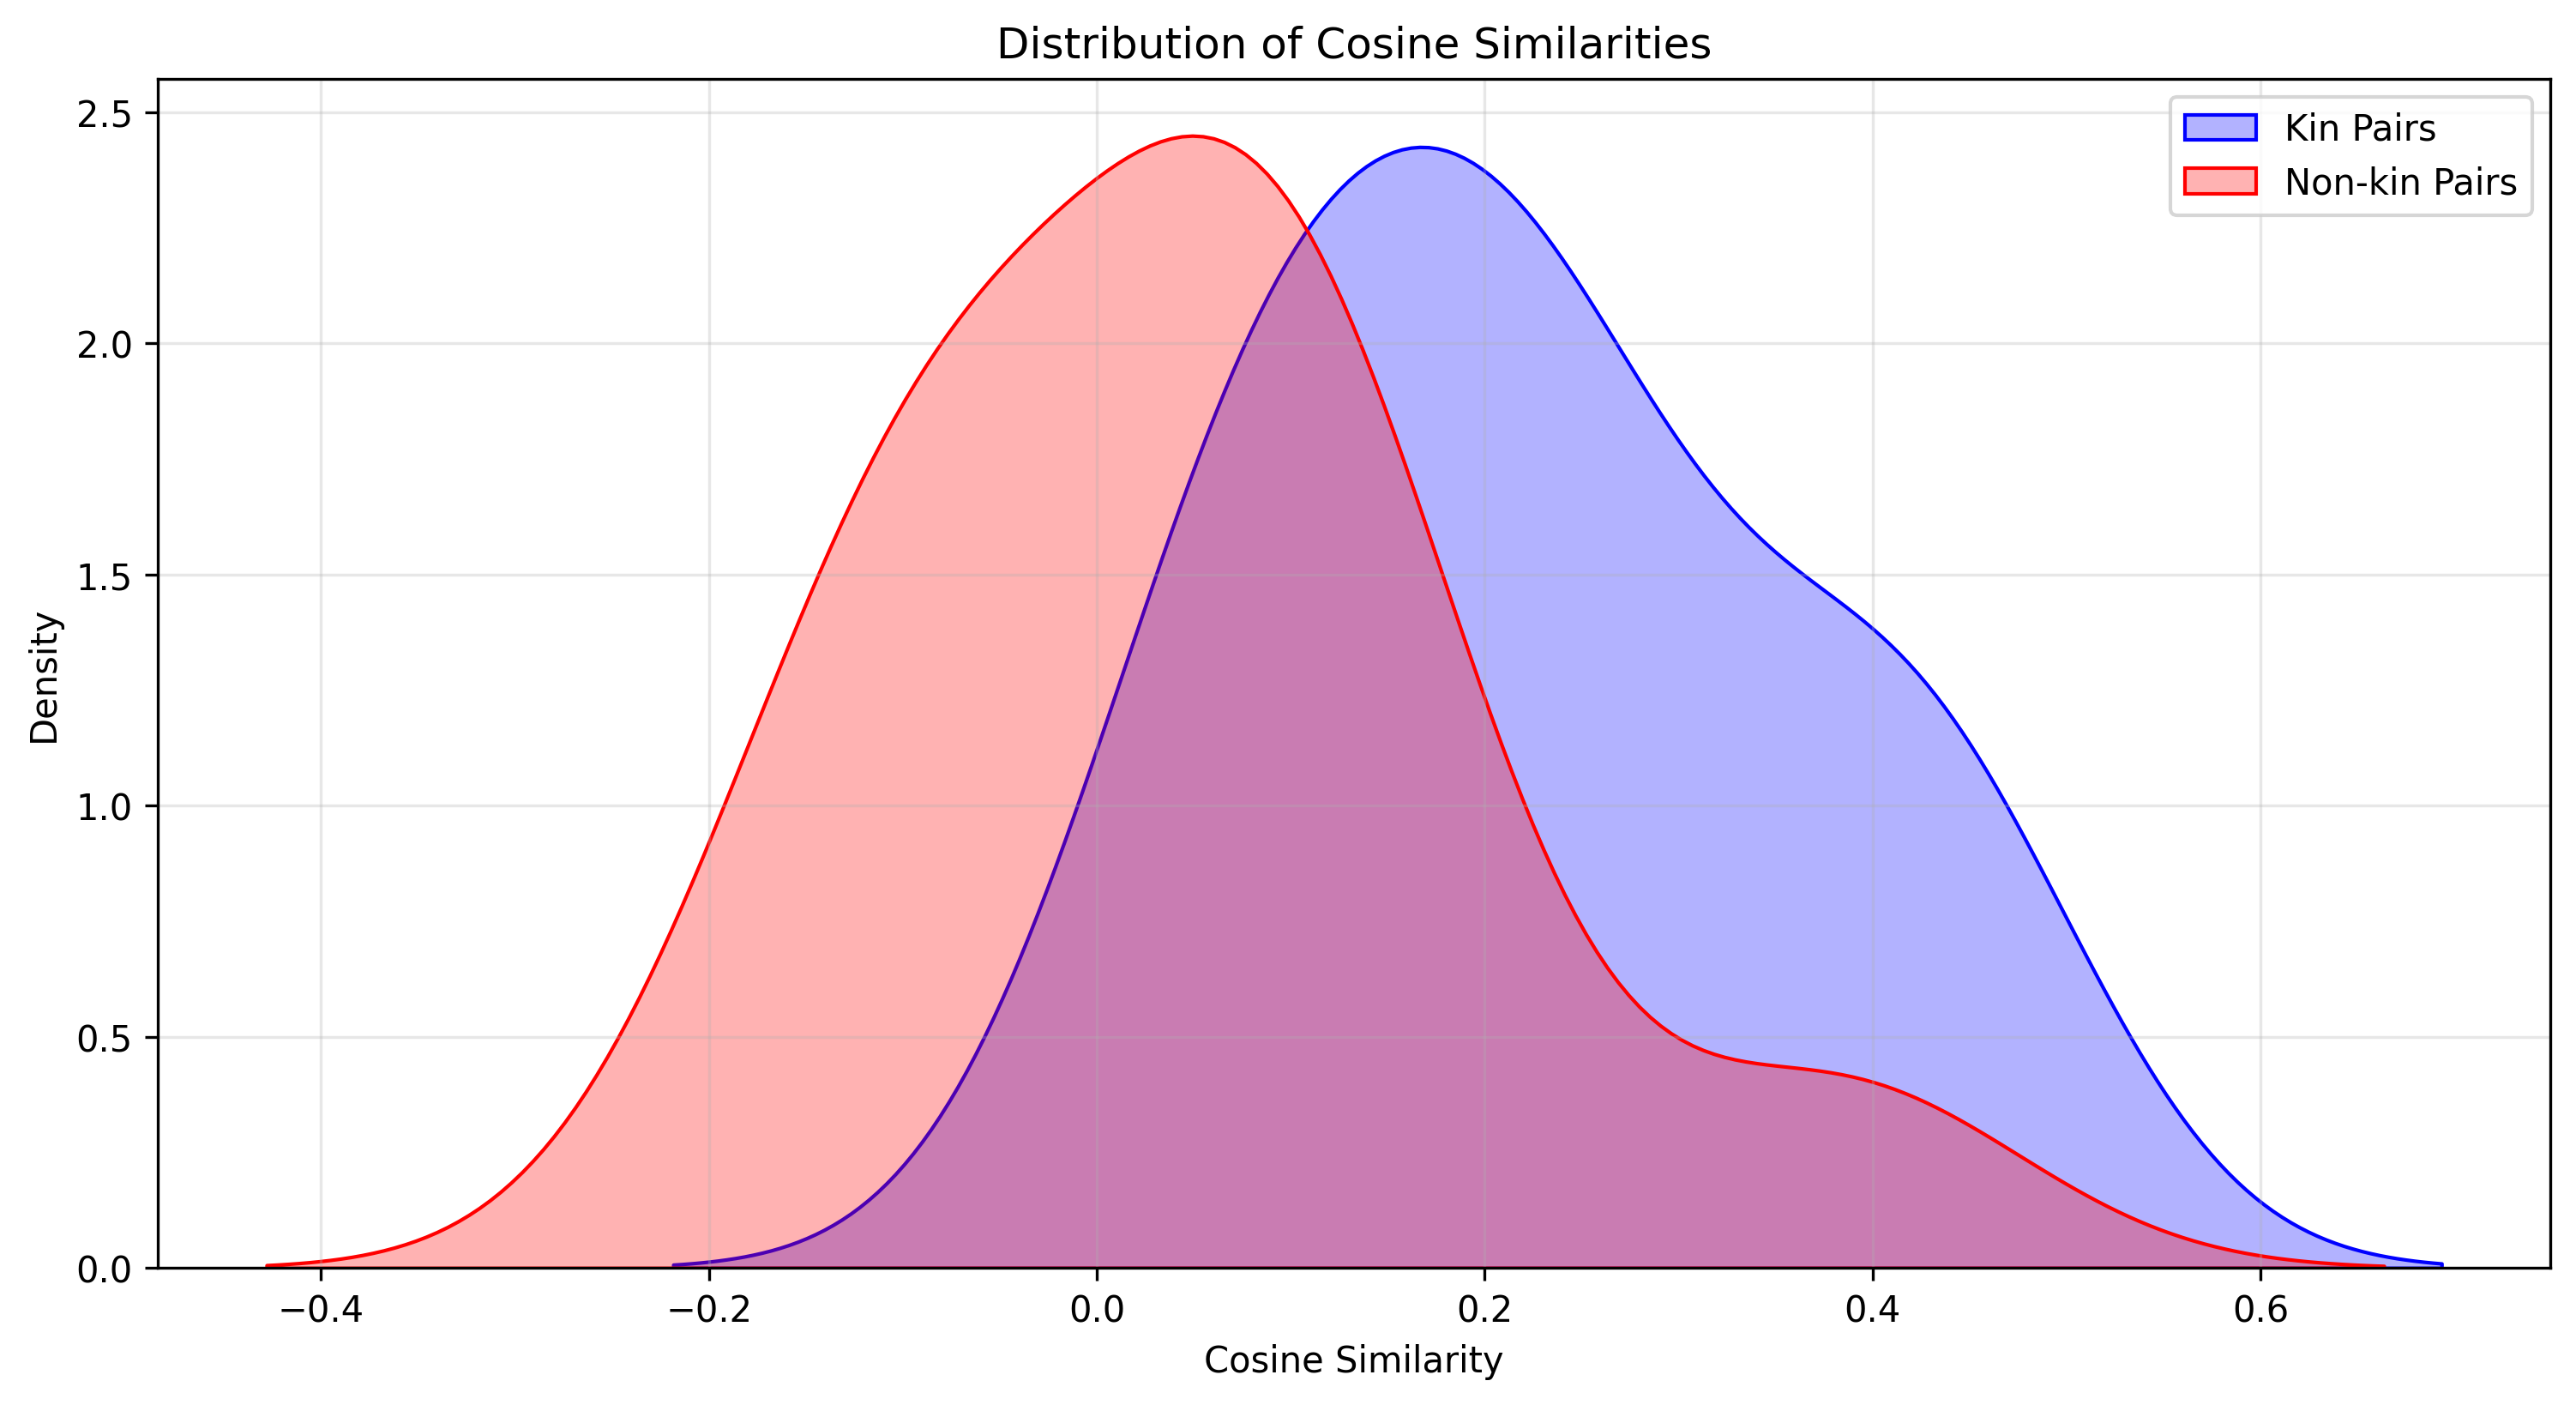 Distribution of Cosine Similarities
Kin Pairs
Non-kin Pairs
2.5
2.0
1.5
1.0
0.5
0.0
Density
−0.4 −0.2 0.0 0.2 0.4 0.6
Cosine Similarity